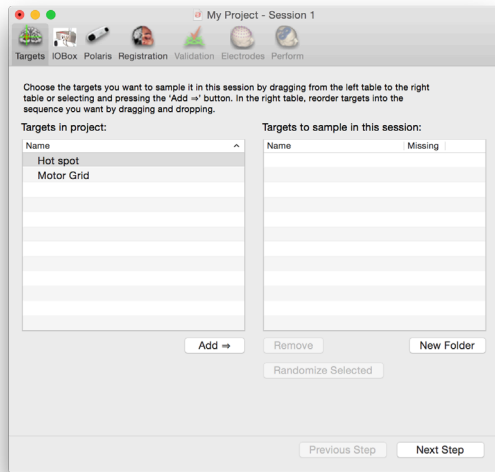 My Project - Session 1
Targets IOBox Polaris Registration Validation Electrodes Perform
Choose the targets you want to sample it in this session by dragging from the left table to the right
table or selecting and pressing the 'Add ⇒' button. In the right table, reorder targets into the
sequence you want by dragging and dropping.
Targets in project: Targets to sample in this session:
Name Name Missing
Hot spot
Motor Grid
Add ⇒ Remove New Folder
Randomize Selected
Previous Step Next Step